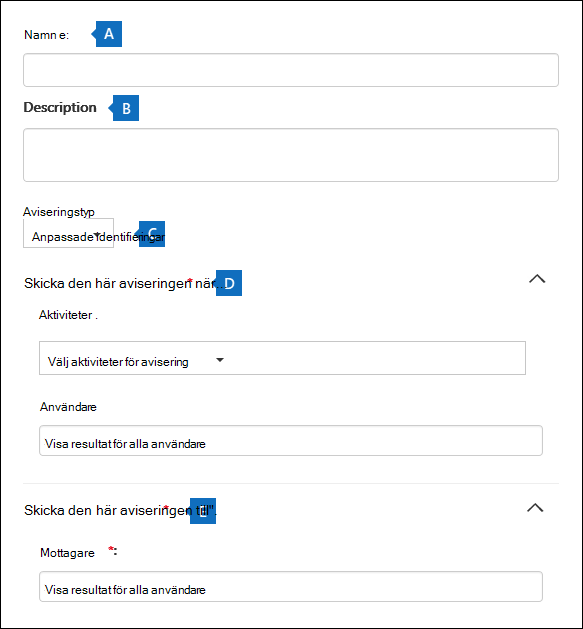 Namn e: A
Description B
Aviseringstyp
Anpassade Identifieringar C
Skicka den här aviseringen när... * D
Aktiviteter .
Välj aktiviteter för avisering
Användare
Visa resultat för alla användare
Skicka den här aviseringen till". * E
Mottagare *:
Visa resultat för alla användare